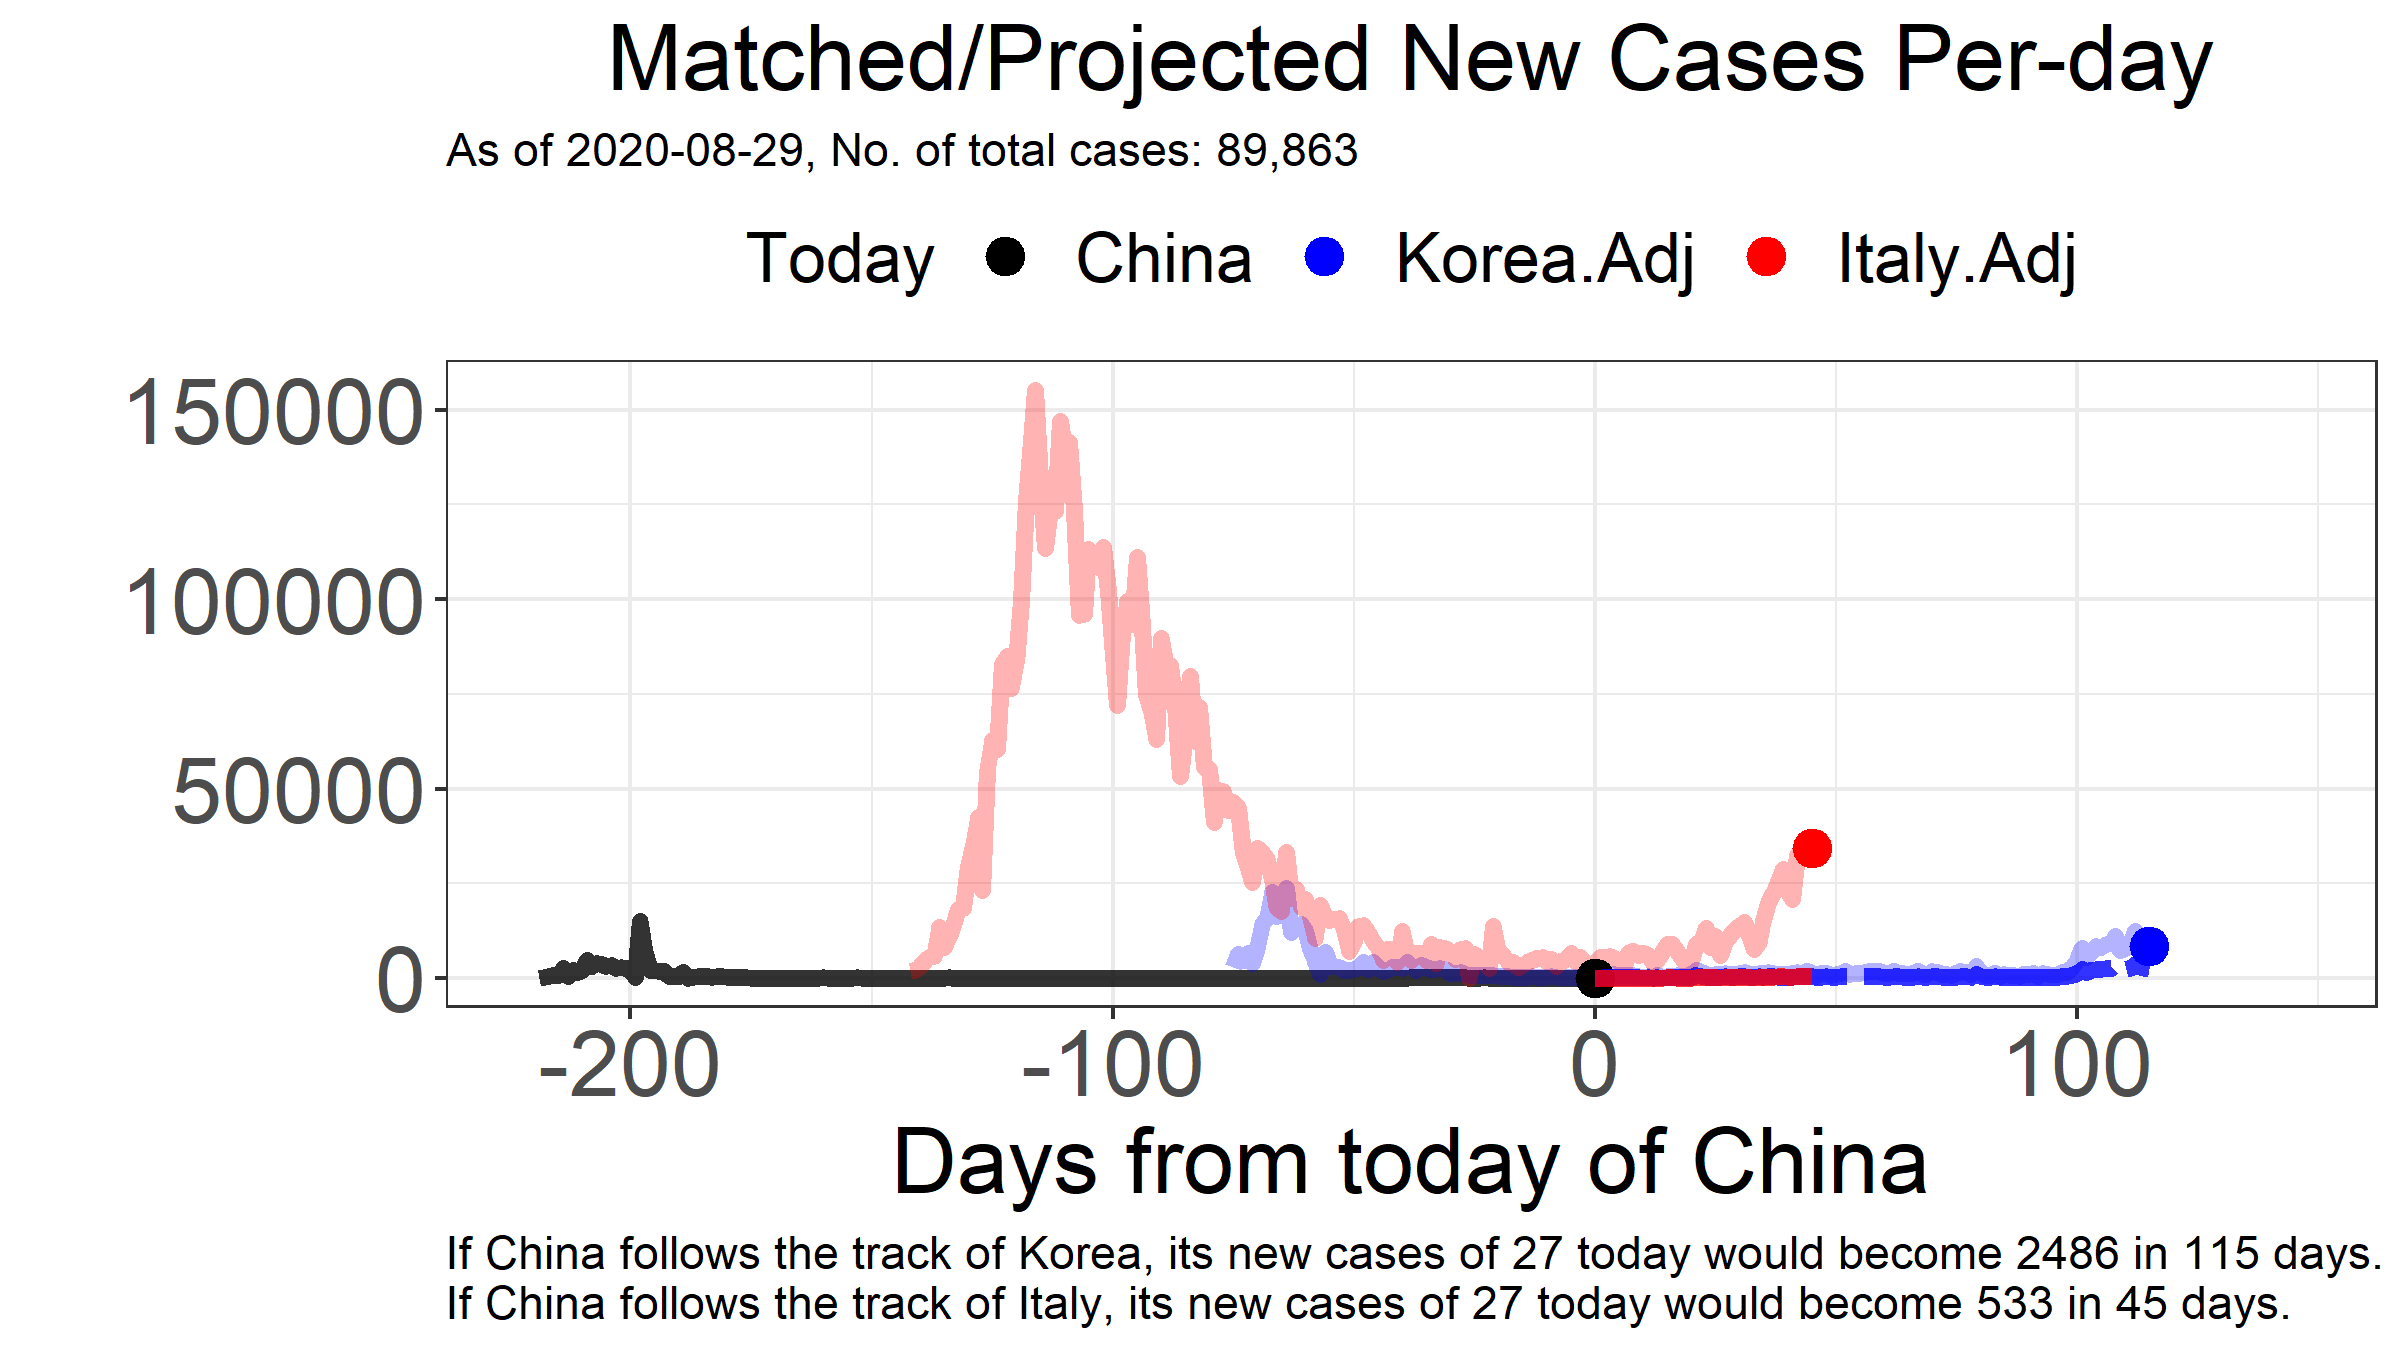 Matched/Projected New Cases Per-day
As of 2020-08-29, No. of total cases: 89,863
Today China Korea.Adj Italy.Adj
150000
100000
50000
0
-200 -100 0 100
Days from today of China
If China follows the track of Korea, its new cases of 27 today would become 2486 in 115 days.
If China follows the track of Italy, its new cases of 27 today would become 533 in 45 days.